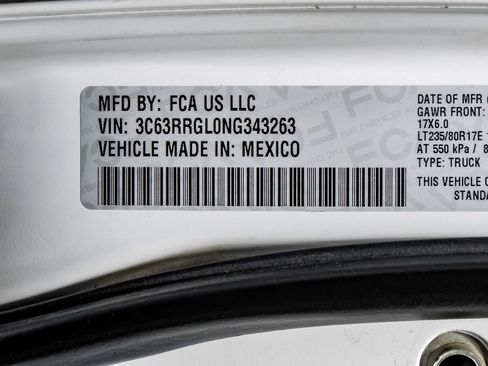 MFD BY: FCA US LLC
VIN: 3C63RRGL0NG343263
VEHICLE MADE IN: MEXICO
DATE OF MFR
GAWR FRONT:
17X6.0
LT235/80R17E
AT 550 kPa / 8
TYPE: TRUCK
THIS VEHICLE
STANDA